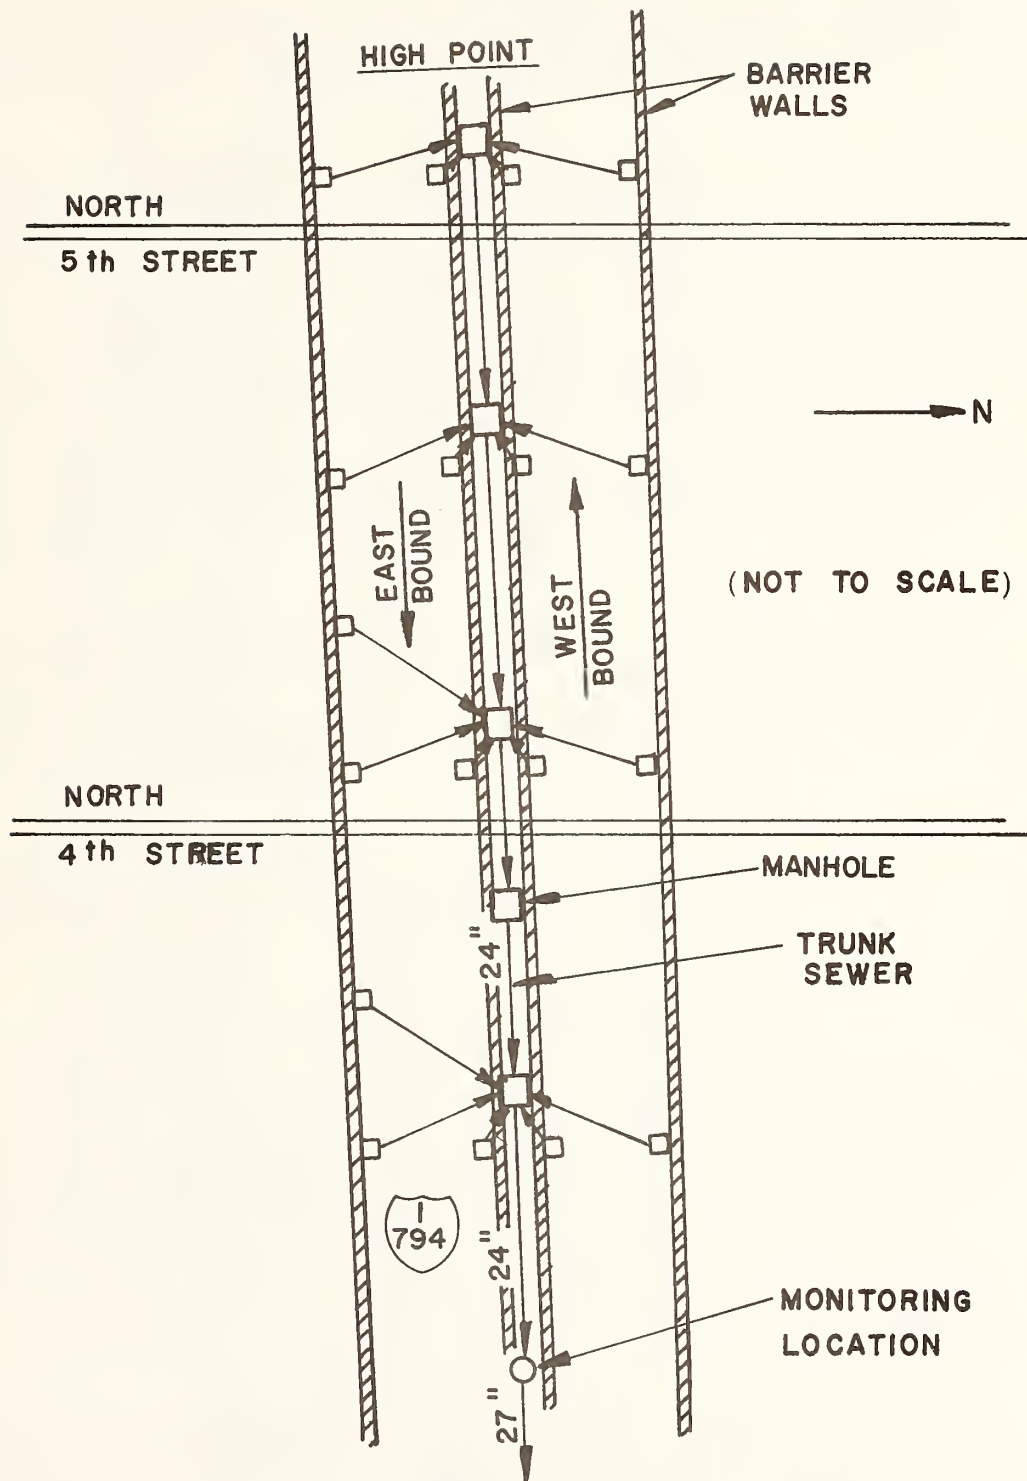 HIGH POINT
BARRIER
WALLS
NORTH
5th STREET
N
EAST
BOUND
WEST
BOUND
(NOT TO SCALE)
NORTH
4th STREET
MANHOLE
24"
TRUNK
SEWER
I
794
24"
MONITORING
LOCATION
27"